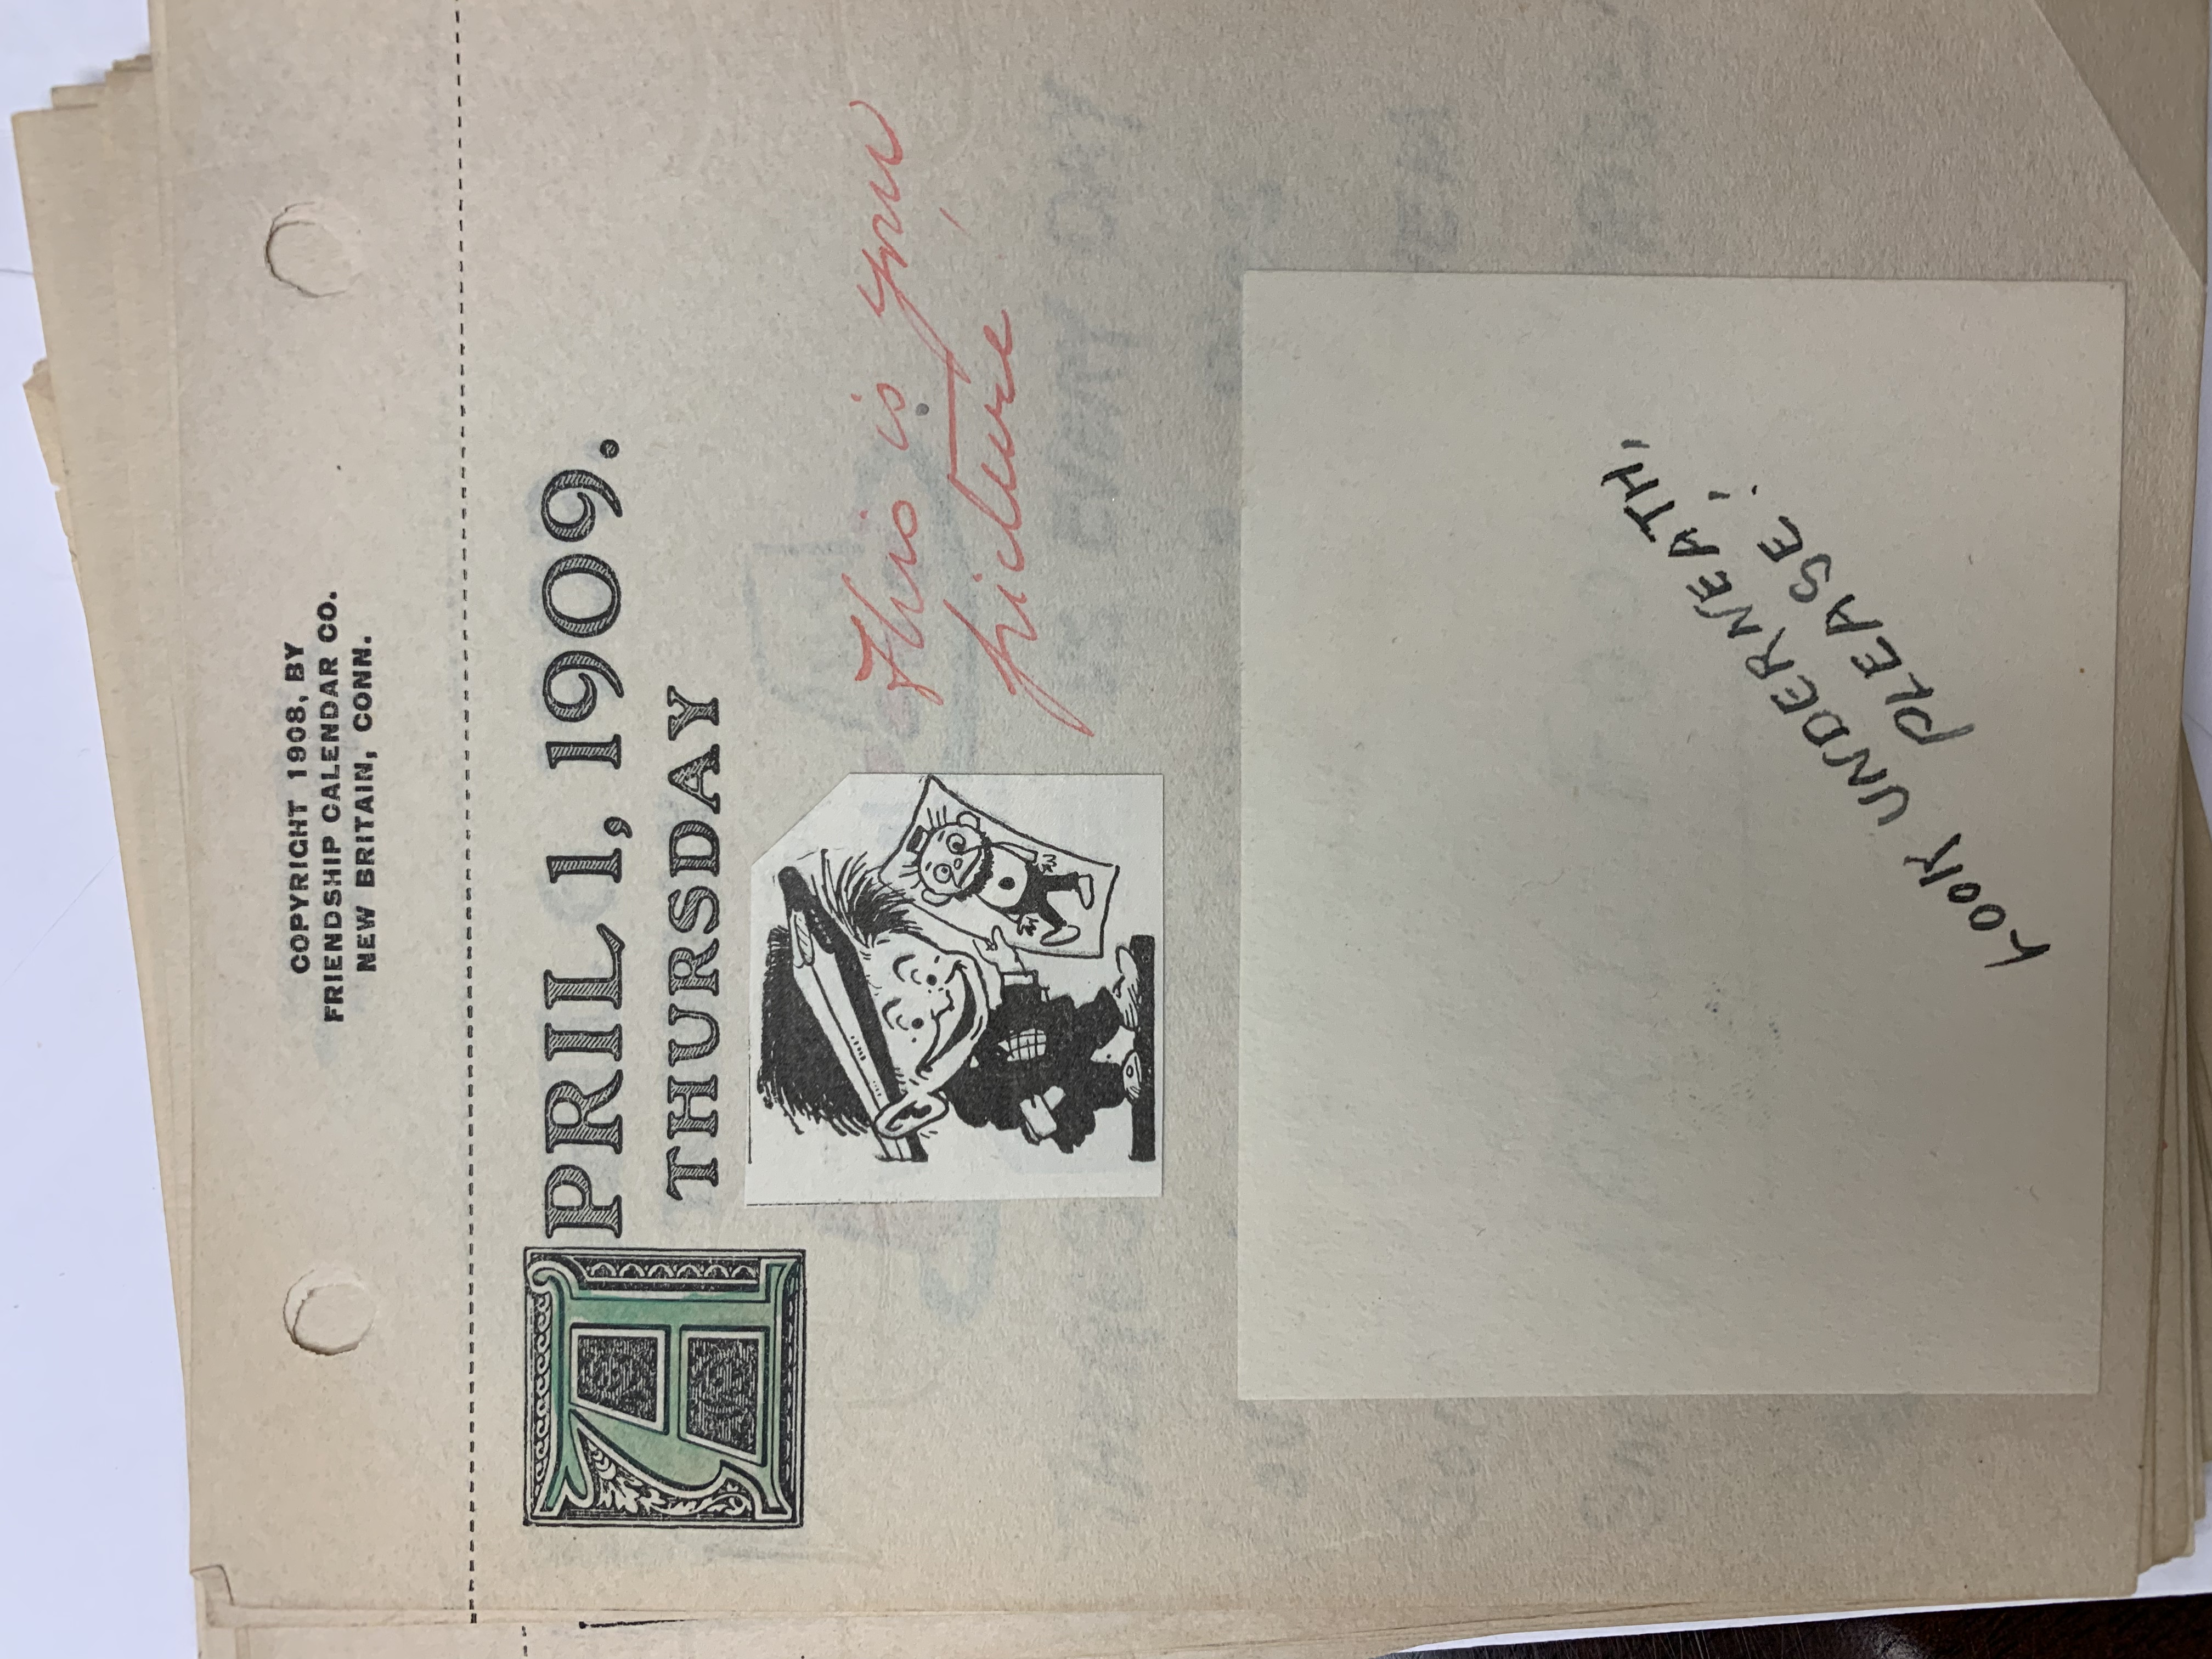 COPYRIGHT 1908, BY
FRIENDSHIP CALENDAR CO.
NEW BRITAIN, CONN.
APRIL 1, 1909.
THURSDAY
This is your
picture!
LOOK UNDERNEATH,
PLEASE!